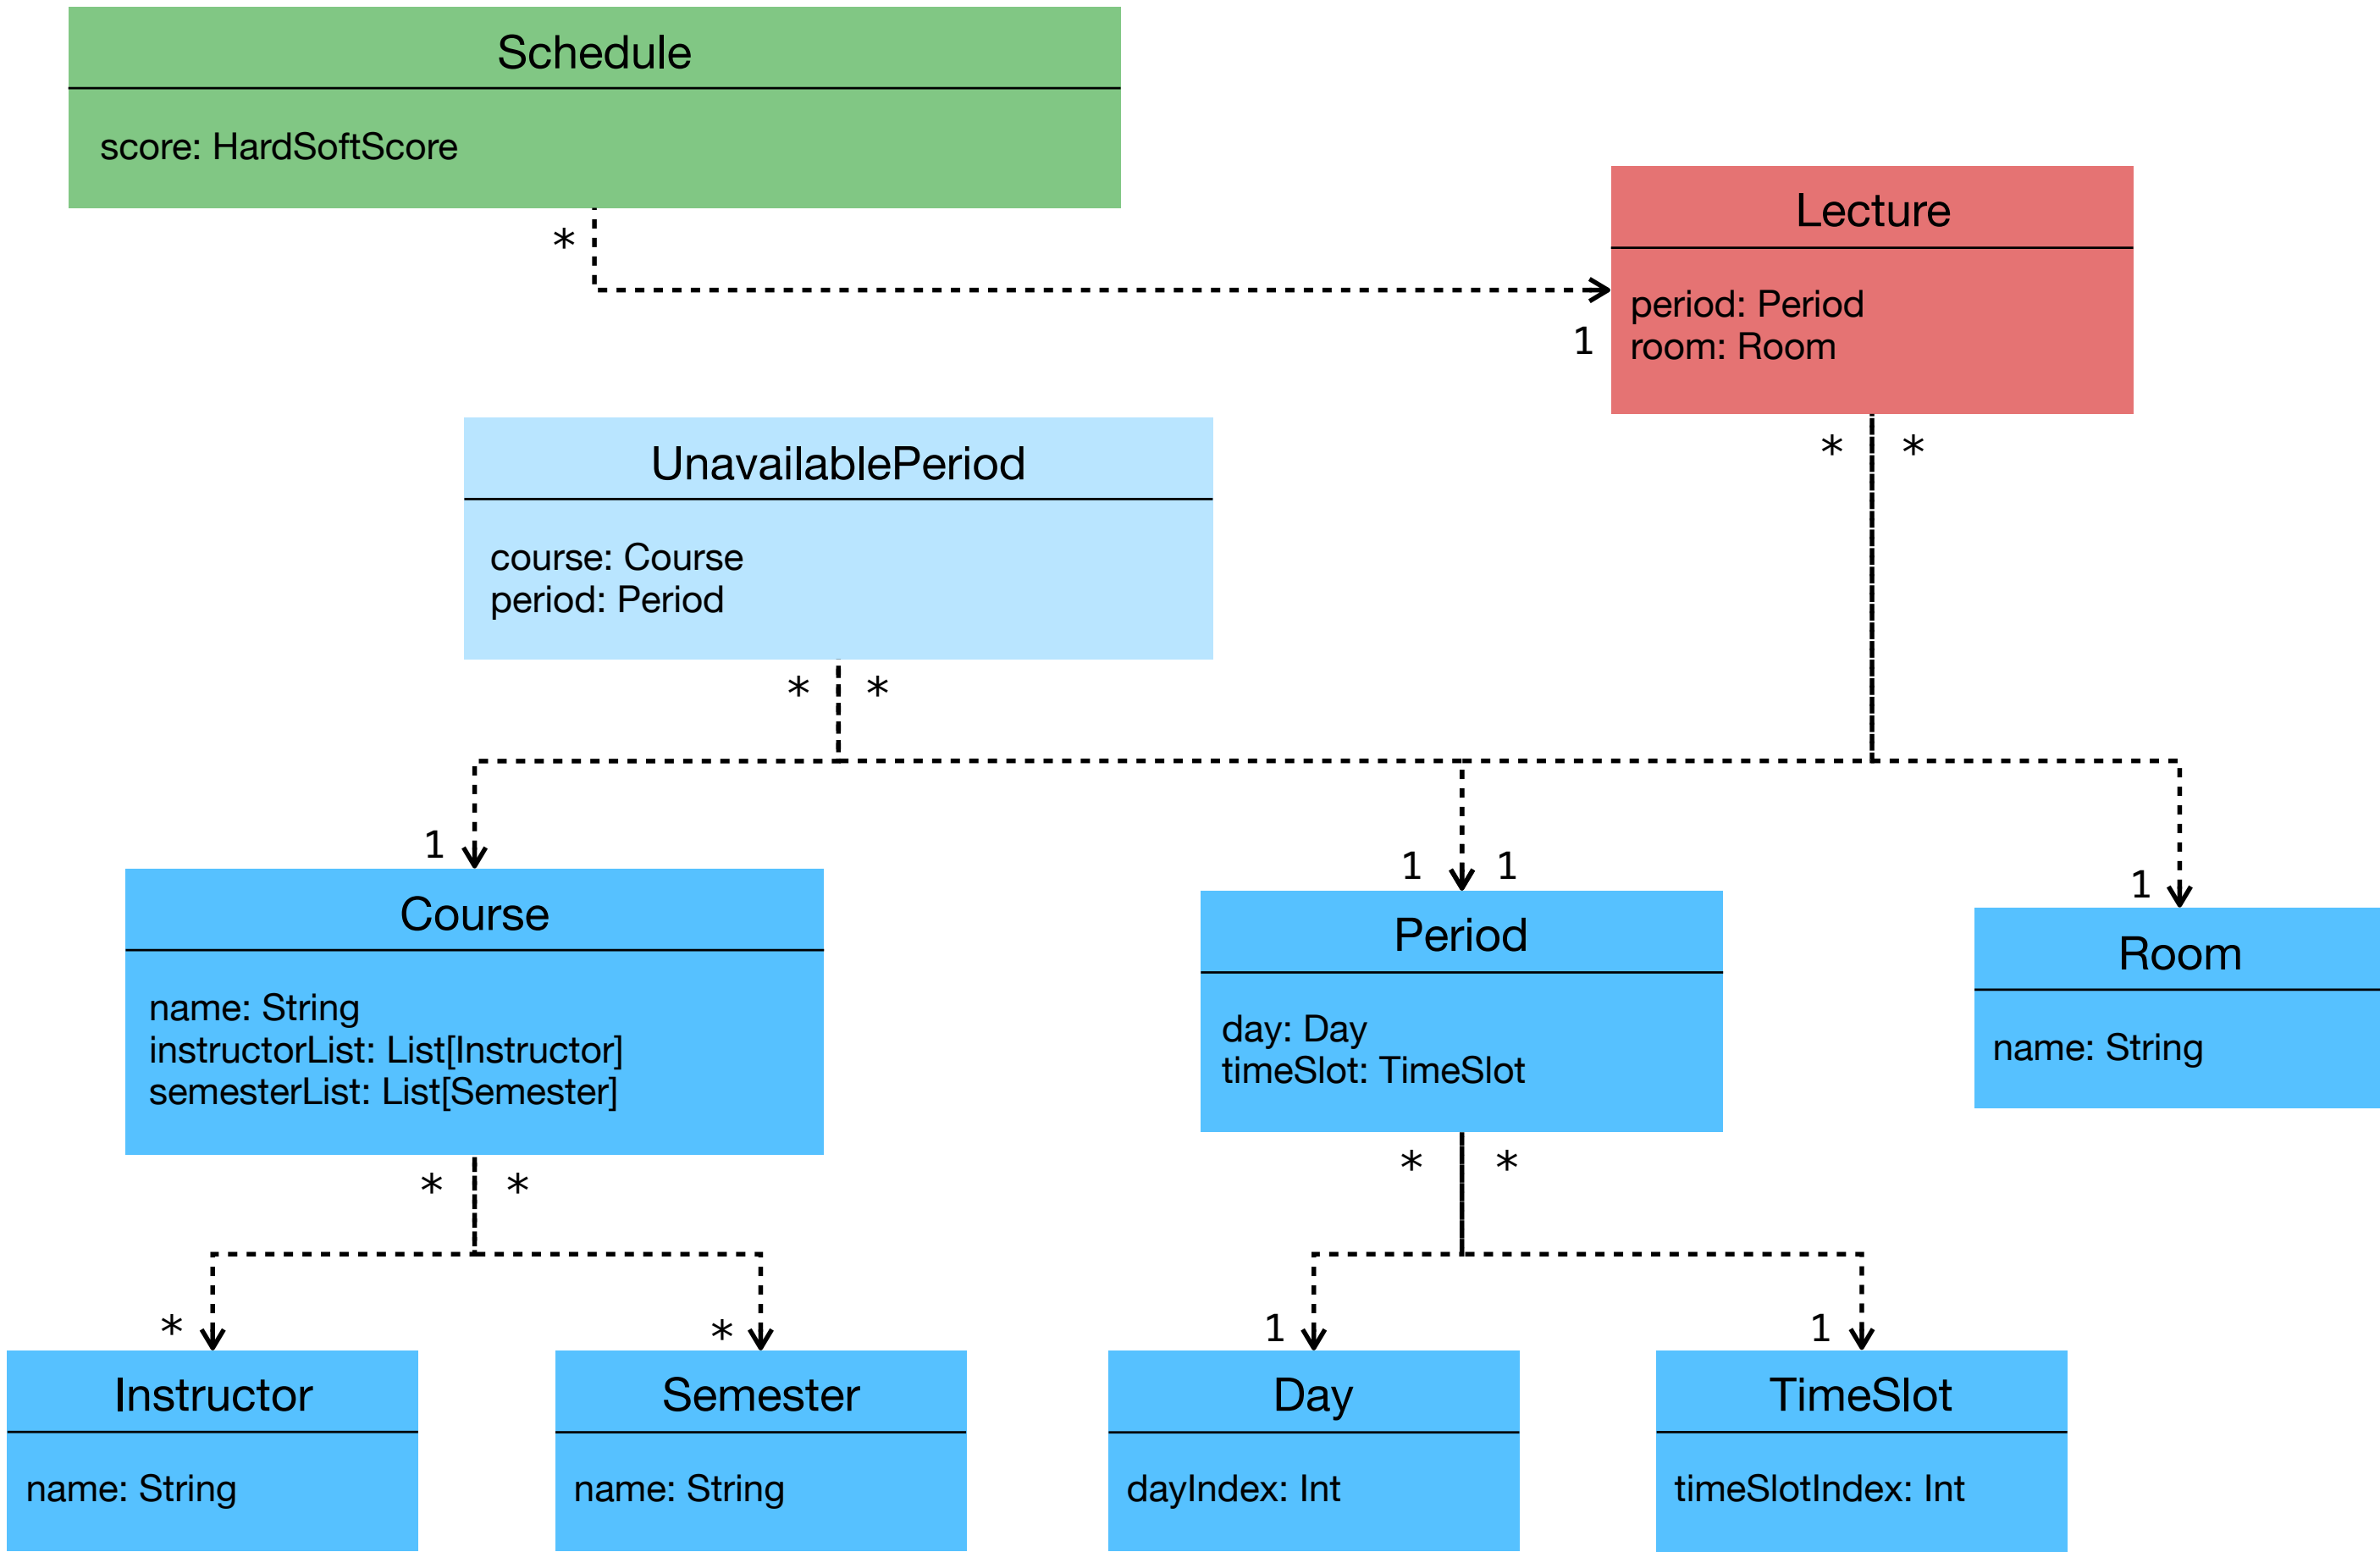 Schedule
score: HardSoftScore
*
1
Lecture
period: Period
room: Room
* *
UnavailablePeriod
course: Course
period: Period
* *
1
Course
name: String
instructorList: List[Instructor]
semesterList: List[Semester]
* *
1 1
Period
day: Day
timeSlot: TimeSlot
* *
1
Room
name: String
*
Instructor
name: String
*
Semester
name: String
1
Day
dayIndex: Int
1
TimeSlot
timeSlotIndex: Int